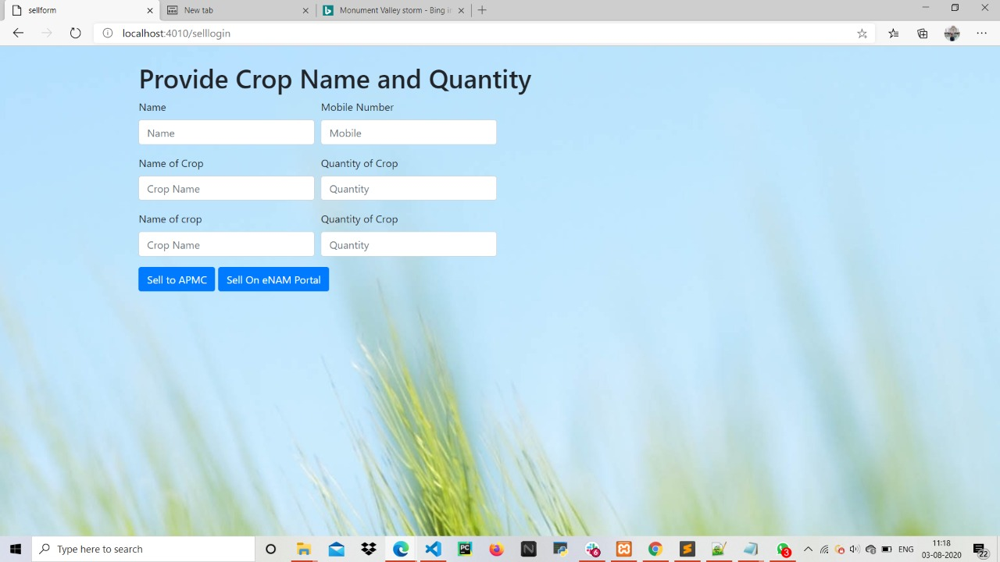 sellform
New tab
Monument Valley storm - Bing i
localhost:4010/selllogin
Provide Crop Name and Quantity
Name
Mobile Number
Name
Mobile
Name of Crop
Quantity of Crop
Crop Name
Quantity
Name of crop
Quantity of Crop
Crop Name
Quantity
Sell to APMC
Sell On eNAM Portal
Type here to search
PC
N
6
3
ENG
11:18
03-08-2020
22